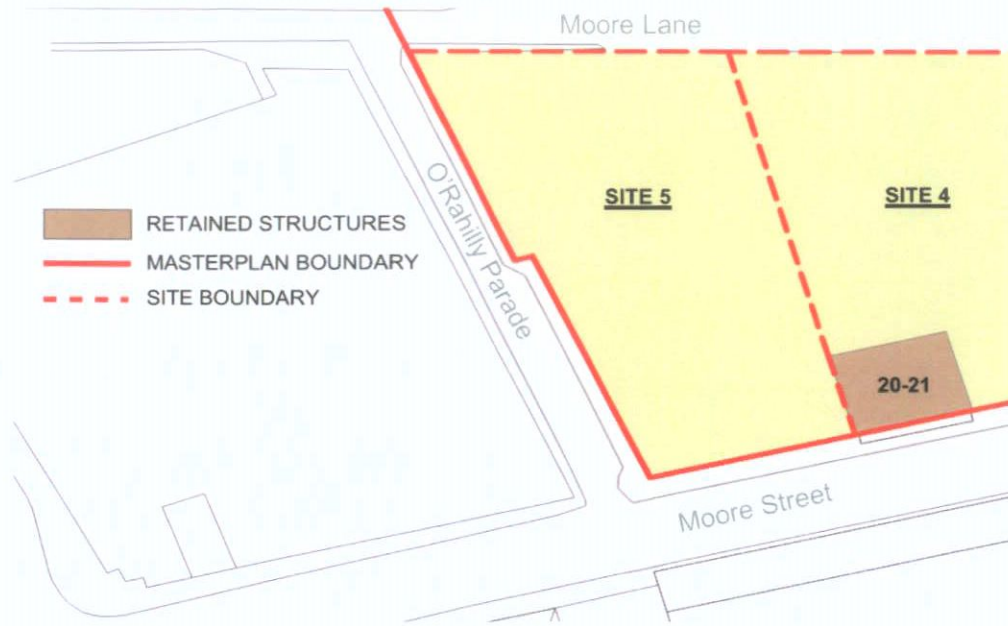 Moore Lane
O'Rahilly Parade
SITE 5
SITE 4
RETAINED STRUCTURES
MASTERPLAN BOUNDARY
SITE BOUNDARY
20-21
Moore Street